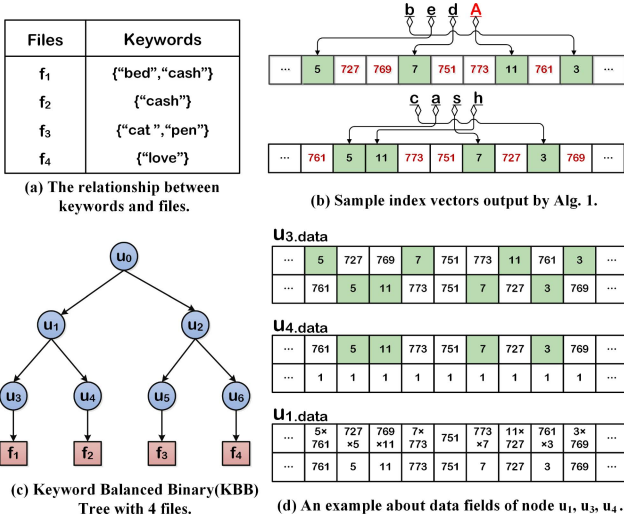 Files Keywords
f1 {"bed","cash"}
f2 {"cash"}
f3 {"cat","pen"}
f4 {"love"}
(a) The relationship between
keywords and files.
b e d A
... 5 727 769 7 751 773 11 761 3 ...
c a s h
... 761 5 11 773 751 7 727 3 769 ...
(b) Sample index vectors output by Alg. 1.
u0
u1 u2
u3 u4 u5 u6
f1 f2 f3 f4
(c) Keyword Balanced Binary(KBB)
Tree with 4 files.
u3.data
... 5 727 769 7 751 773 11 761 3 ...
... 761 5 11 773 751 7 727 3 769 ...
u4.data
... 761 5 11 773 751 7 727 3 769 ...
... 1 1 1 1 1 1 1 1 1 ...
u1.data
... 5× 727 769 7× 751 773 11× 761 3× ...
761 ×5 ×11 773 ×7 727 ×3 769
... 761 5 11 773 751 7 727 3 769 ...
(d) An example about data fields of node u1, u3, u4.